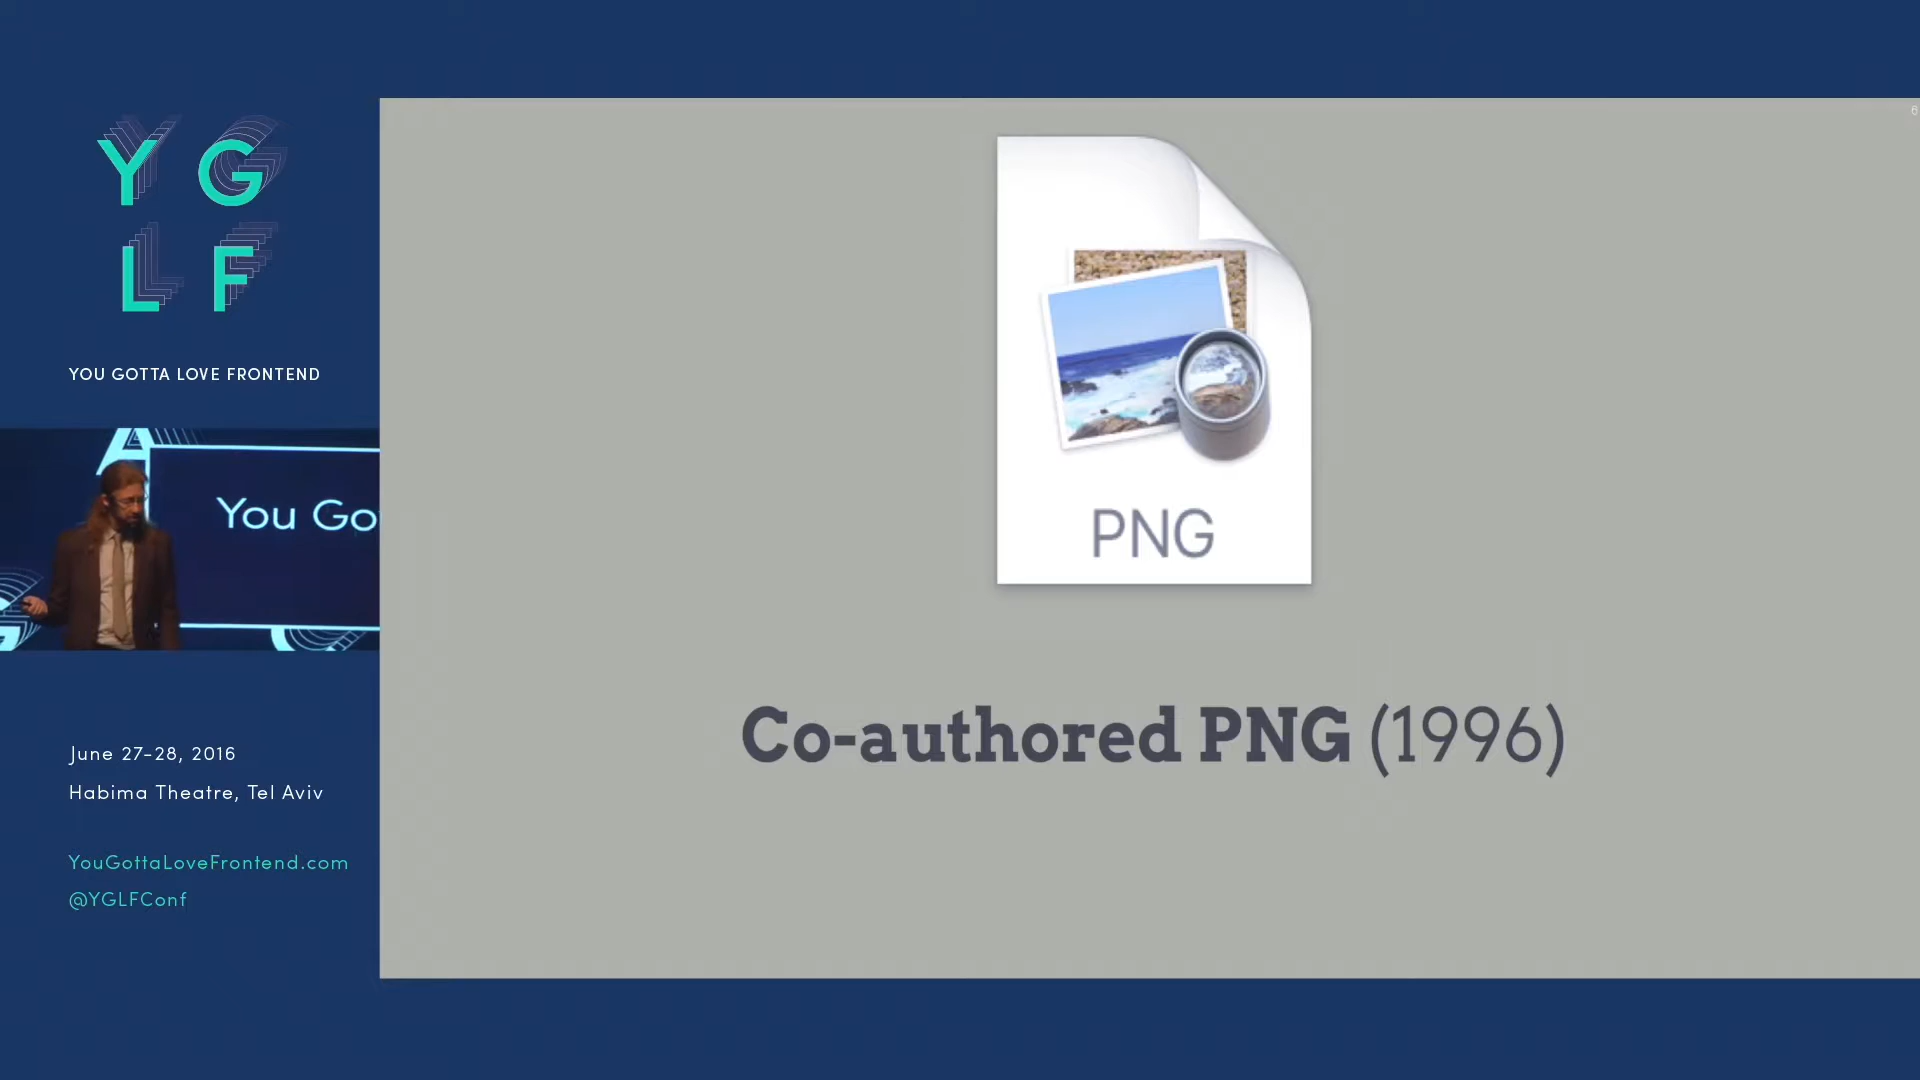 Y G
L F
YOU GOTTA LOVE FRONTEND
You Go
June 27-28, 2016
Habima Theatre, Tel Aviv
YouGottaLoveFrontend.com
@YGLFConf
6
PNG
Co-authored PNG (1996)